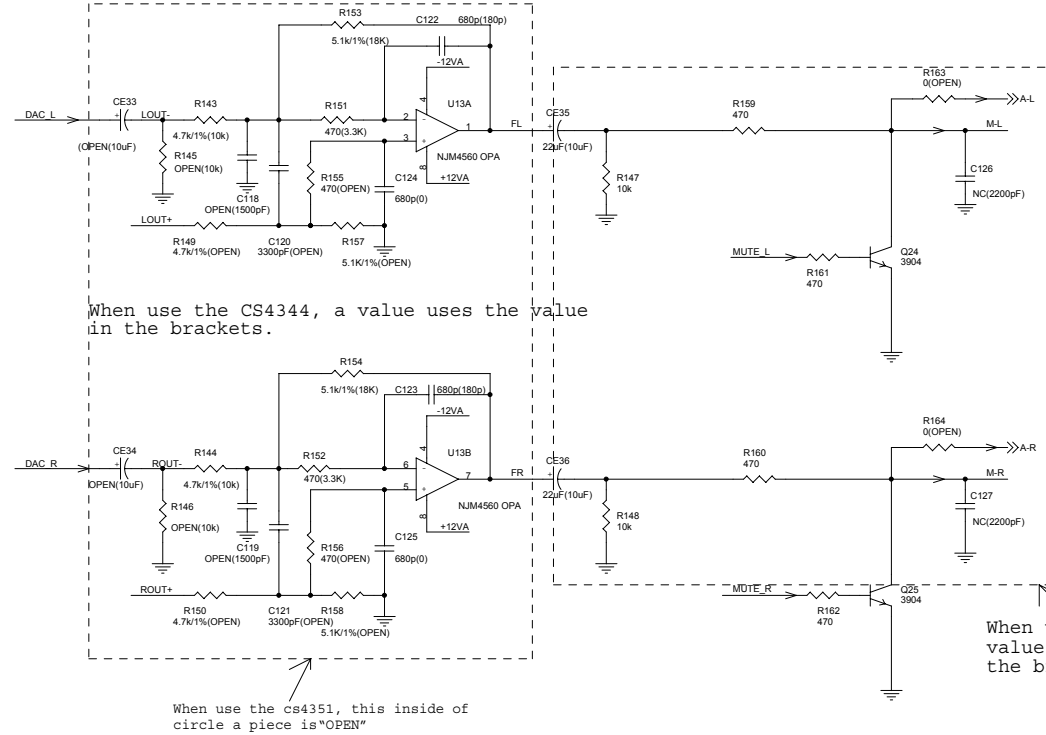 R153
5.1k/1%(18K)
C122
680p(180p)
-12VA
CE33
DAC_L
LOUT-
(OPEN(10uF)
R143
4.7k/1%(10k)
R151
470(3.3K)
2
3
4
8
1
U13A
NJM4560 OPA
+12VA
FL
R145
OPEN(10k)
C118
OPEN(1500pF)
R155
470(OPEN)
C124
680p(0)
LOUT+
R149
4.7k/1%(OPEN)
C120
3300pF(OPEN)
R157
5.1K/1%(OPEN)
CE35
22uF(10uF)
R147
10k
R159
470
R163
0(OPEN)
A-L
M-L
C126
NC(2200pF)
MUTE_L
R161
470
Q24
3904
When use the CS4344, a value uses the value
in the brackets.
R154
5.1k/1%(18K)
C123
680p(180p)
-12VA
CE34
DAC_R
ROUT-
OPEN(10uF)
R144
4.7k/1%(10k)
R152
470(3.3K)
6
5
4
8
7
U13B
NJM4560 OPA
+12VA
FR
R146
OPEN(10k)
C119
OPEN(1500pF)
R156
470(OPEN)
C125
680p(0)
ROUT+
R150
4.7k/1%(OPEN)
C121
3300pF(OPEN)
R158
5.1K/1%(OPEN)
CE36
22uF(10uF)
R148
10k
R160
470
R164
0(OPEN)
A-R
M-R
C127
NC(2200pF)
MUTE_R
R162
470
Q25
3904
When
value
the b
When use the cs4351, this inside of
circle a piece is"OPEN"